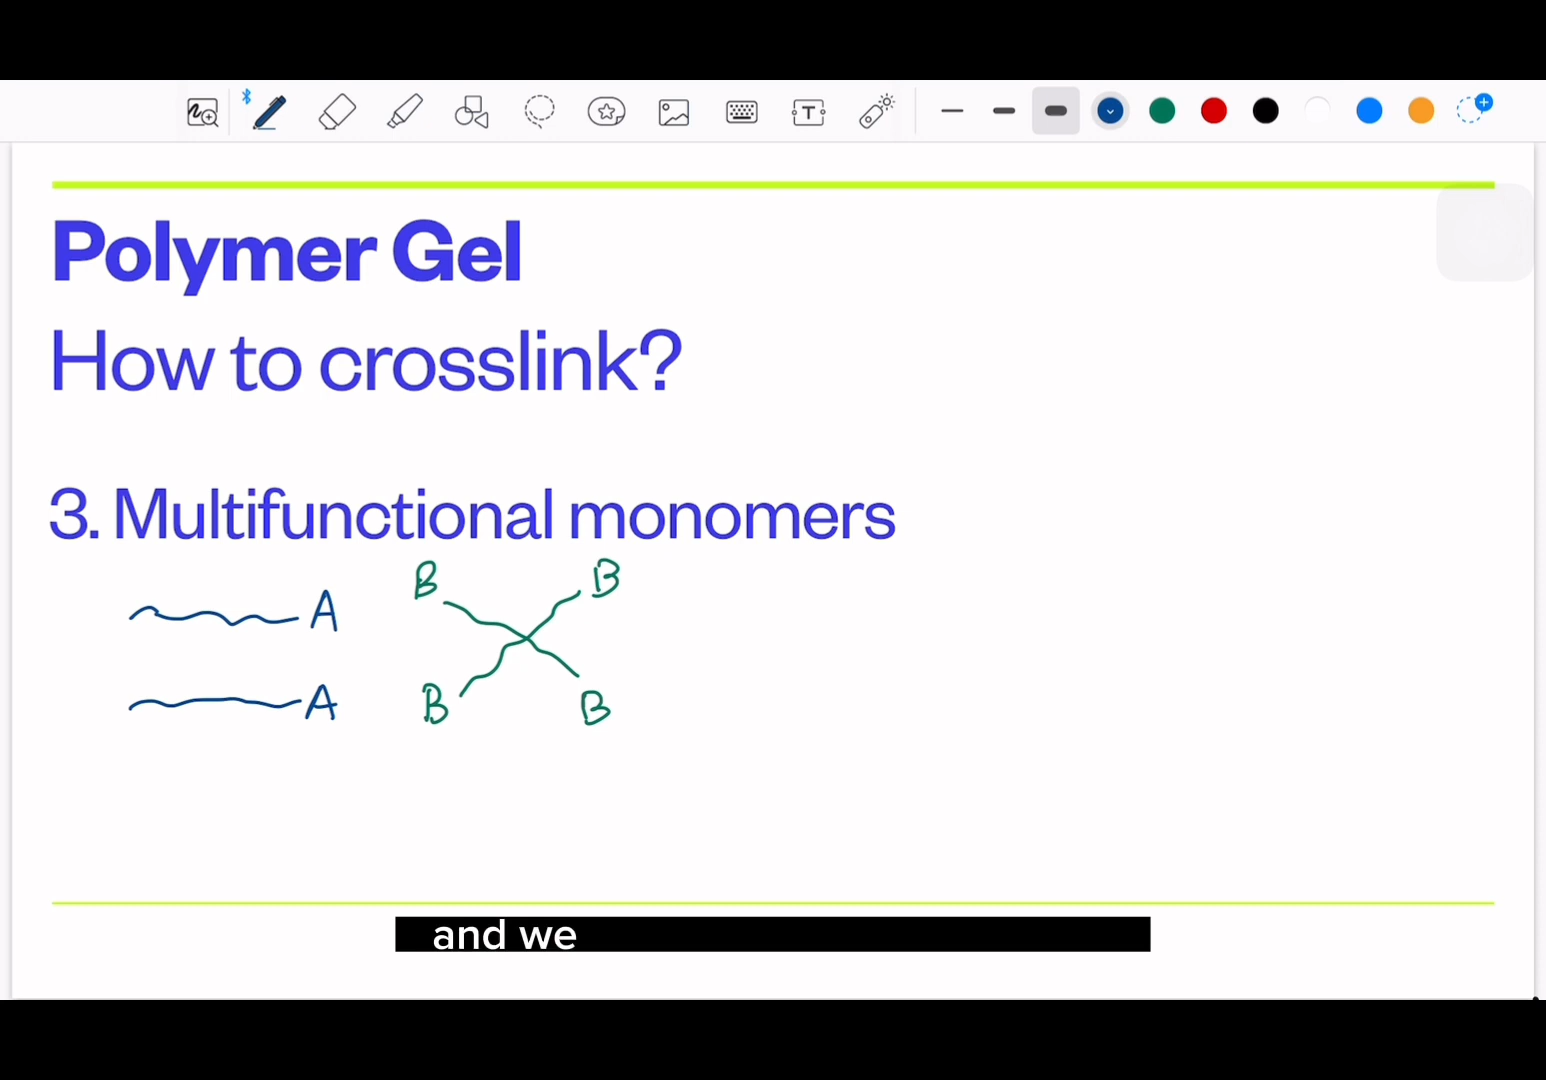 Polymer Gel
How to crosslink?
3. Multifunctional monomers
B B
A
A
B B
and we